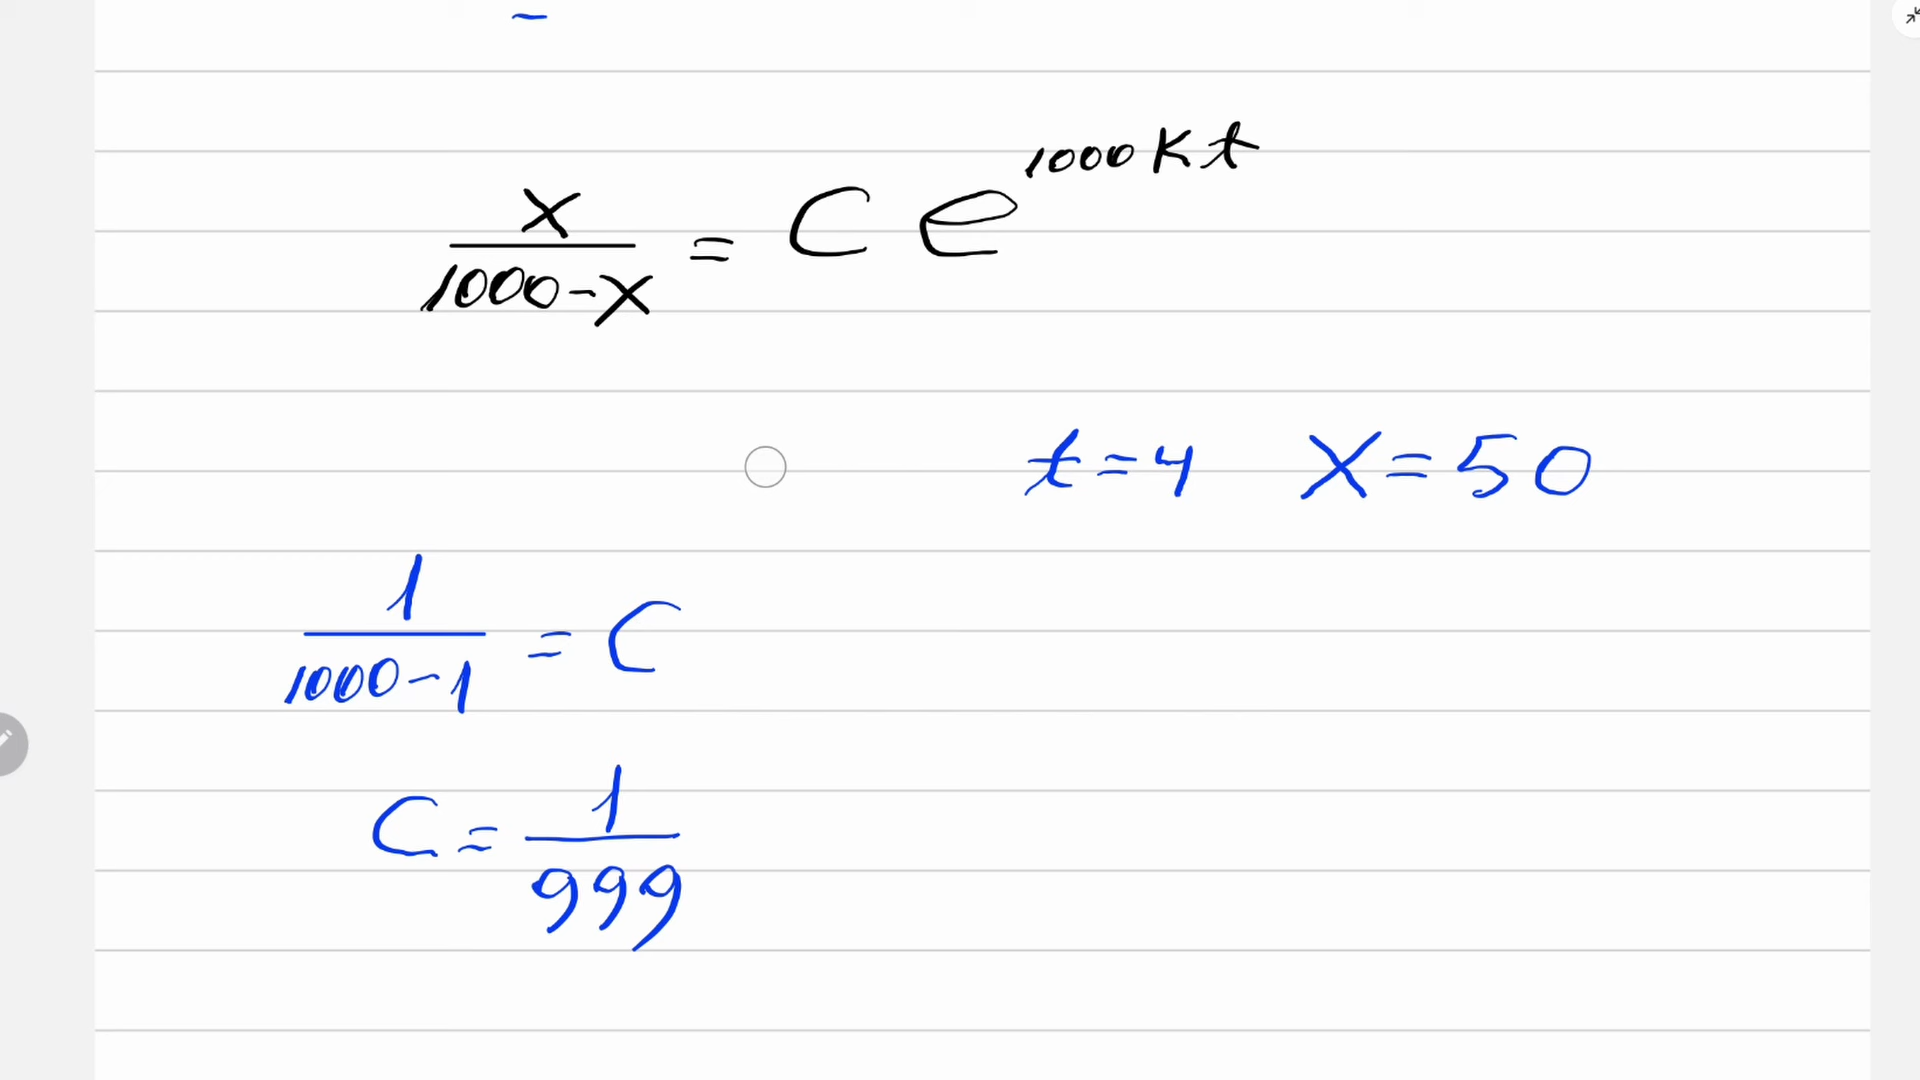 x/(1000-x) = C e^(1000kt)
t=4 X=50
1/(1000-1) = C
C = 1/999